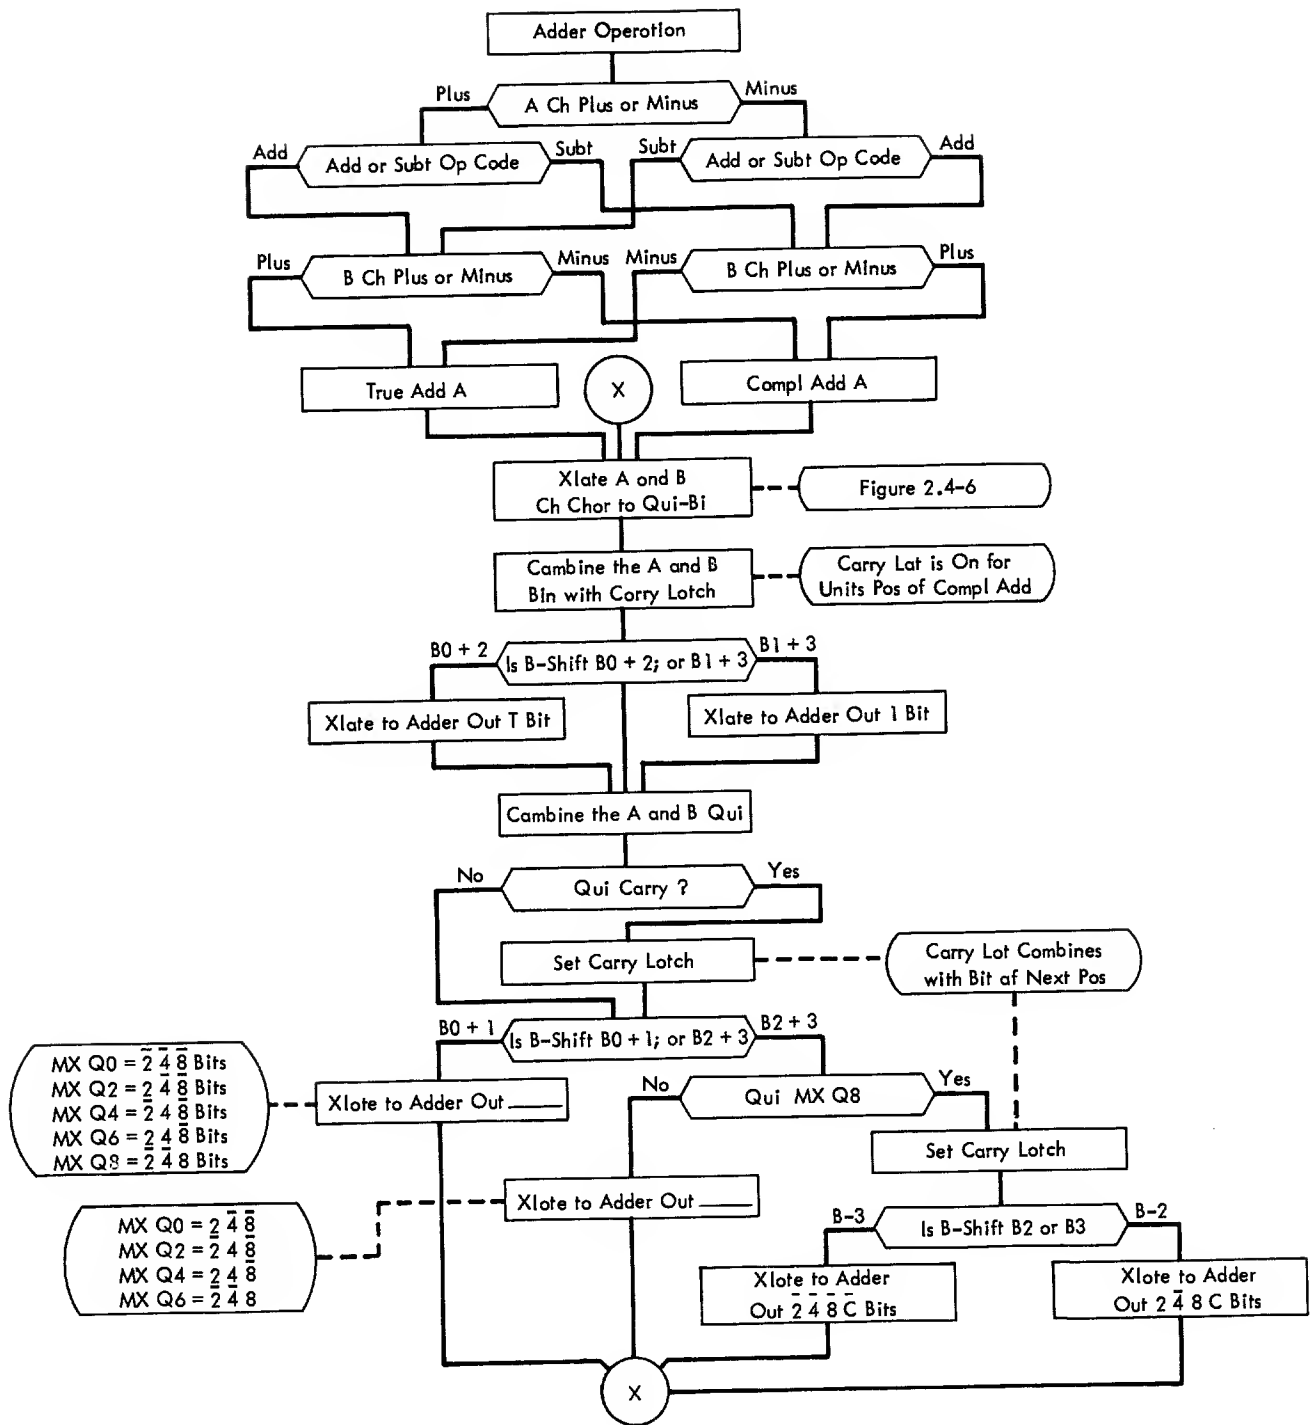 Adder Operotion
Plus
A Ch Plus or Minus
Minus
Add
Add or Subt Op Code
Subt
Subt
Add or Subt Op Code
Add
Plus
B Ch Plus or Minus
Minus
Minus
B Ch Plus or Minus
Plus
True Add A
X
Compl Add A
Xlate A ond B
Ch Chor to Qui-Bi
Figure 2.4-6
Cambine the A and B
Bin with Corry Lotch
Carry Lat is On for
Units Pos of Compl Add
B0 + 2
Is B-Shift B0 + 2; or B1 + 3
B1 + 3
Xlate to Adder Out T Bit
Xlate to Adder Out 1 Bit
Cambine the A and B Qui
No
Qui Carry ?
Yes
Set Carry Lotch
Carry Lot Combines
with Bit af Next Pos
B0 + 1
Is B-Shift B0 + 1; or B2 + 3
B2 + 3
MX Q0 = 2̅ 4̅ 8̅ Bits
MX Q2 = 2 4̅ 8̅ Bits
MX Q4 = 2̅ 4 8̅ Bits
MX Q6 = 2 4 8̅ Bits
MX Q8 = 2̅ 4̅ 8 Bits
Xlote to Adder Out _____
No
Qui MX Q8
Yes
Set Carry Lotch
Xlote to Adder Out _____
MX Q0 = 2 4̅ 8̅
MX Q2 = 2̅ 4 8̅
MX Q4 = 2 4 8̅
MX Q6 = 2̅ 4̅ 8
B-3
Is B-Shift B2 or B3
B-2
Xlote to Adder
Out 2̅ 4̅ 8̅ C̅ Bits
Xlote to Adder
Out 2 4̅ 8 C Bits
X